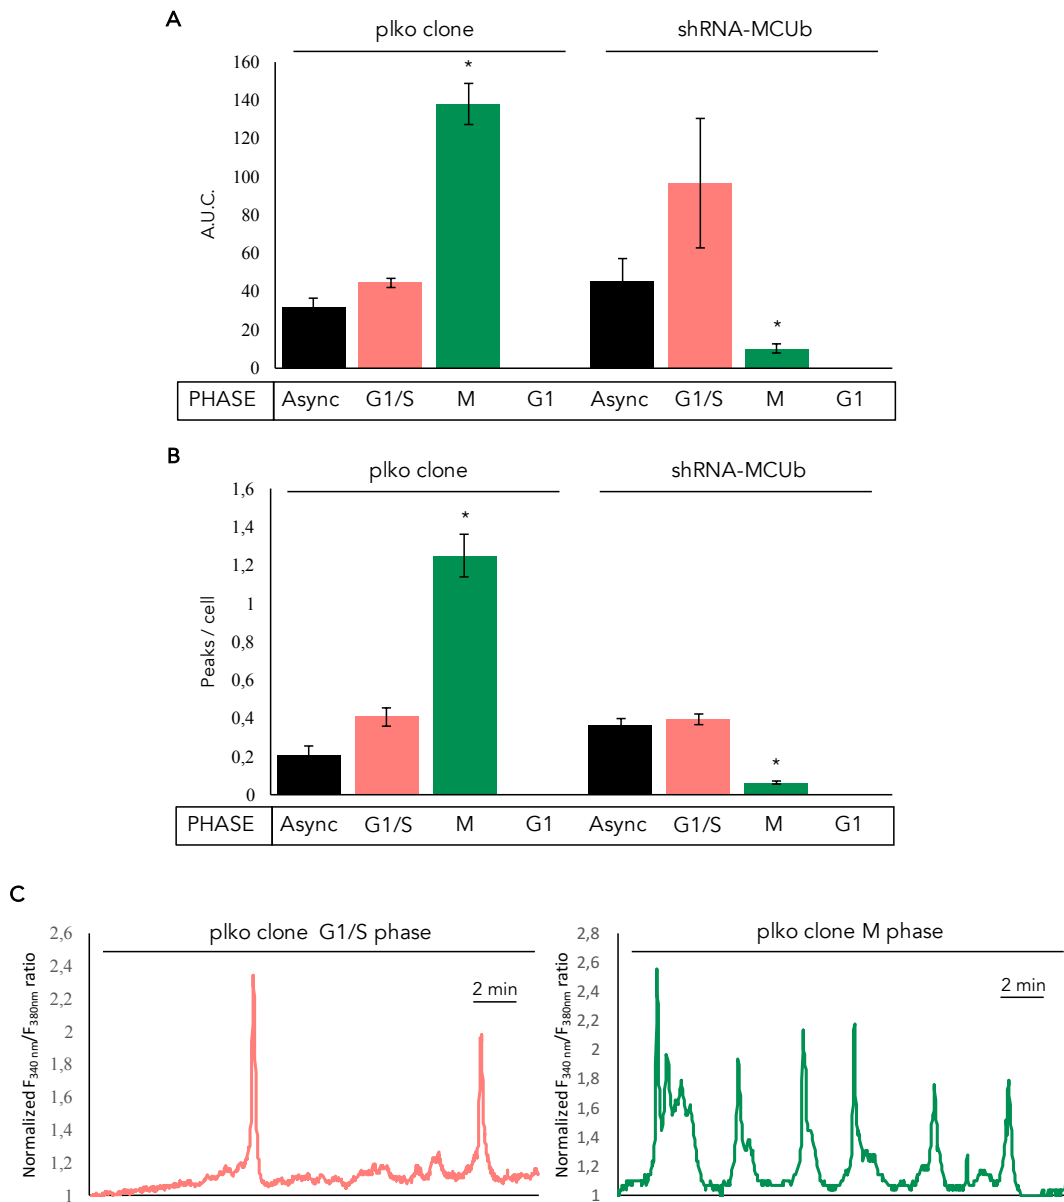 A
plko clone
shRNA-MCUb
160
140
120
100
80
60
40
20
0
A.U.C.
*
*
PHASE Async G1/S M G1 Async G1/S M G1
B
plko clone
shRNA-MCUb
1,6
1,4
1,2
1
0,8
0,6
0,4
0,2
0
Peaks / cell
*
*
PHASE Async G1/S M G1 Async G1/S M G1
C
plko clone G1/S phase
2,6
2,4
2,2
2
1,8
1,6
1,4
1,2
1
Normalized F340 nm/F380nm ratio
2 min
plko clone M phase
2,8
2,6
2,4
2,2
2
1,8
1,6
1,4
1,2
1
Normalized F340 nm/F380nm ratio
2 min